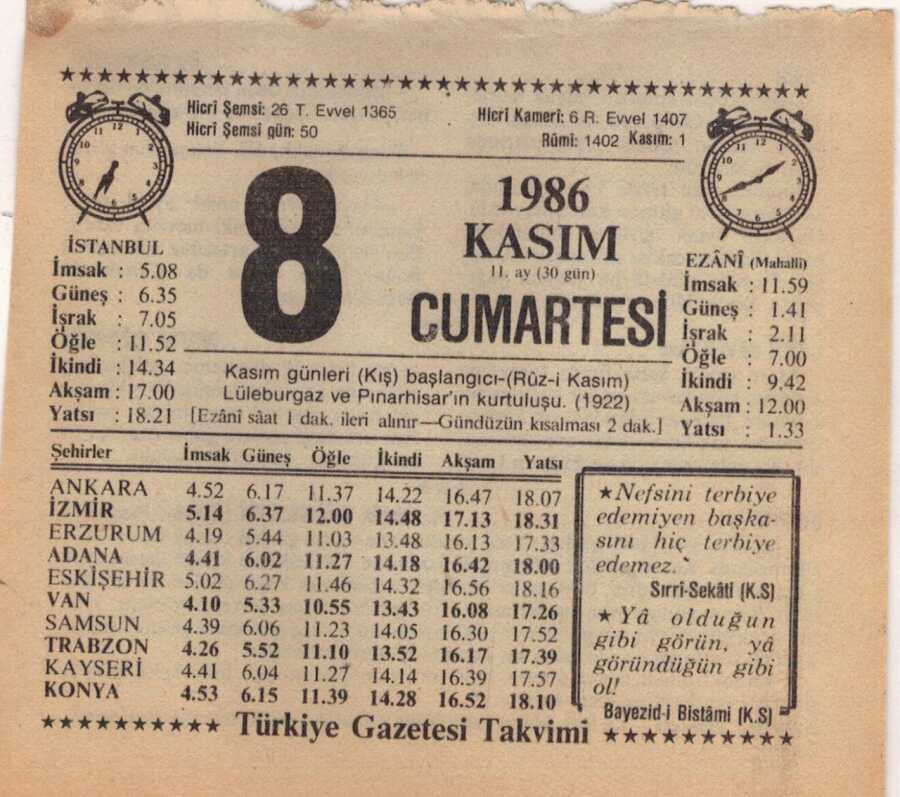 Hicrî Şemsî: 26 T. Evvel 1365
Hicrî Şemsî gün: 50
Hicrî Kamerî: 6 R. Evvel 1407
Rûmî: 1402 Kasım: 1
8
1986
KASIM
11. ay (30 gün)
CUMARTESİ
İSTANBUL
İmsak : 5.08
Güneş : 6.35
İşrak : 7.05
Öğle : 11.52
İkindi : 14.34
Akşam : 17.00
Yatsı : 18.21
EZÂNÎ (Mahallî)
İmsak : 11.59
Güneş : 1.41
İşrak : 2.11
Öğle : 7.00
İkindi : 9.42
Akşam : 12.00
Yatsı : 1.33
Kasım günleri (Kış) başlangıcı-(Rûz-i Kasım)
Lüleburgaz ve Pınarhisar'ın kurtuluşu. (1922)
[Ezânî sâat 1 dak. ileri alınır—Gündüzün kısalması 2 dak.]
Şehirler İmsak Güneş Öğle İkindi Akşam Yatsı
ANKARA 4.52 6.17 11.37 14.22 16.47 18.07
İZMİR 5.14 6.37 12.00 14.48 17.13 18.31
ERZURUM 4.19 5.44 11.03 13.48 16.13 17.33
ADANA 4.41 6.02 11.27 14.18 16.42 18.00
ESKİŞEHİR 5.02 6.27 11.46 14.32 16.56 18.16
VAN 4.10 5.33 10.55 13.43 16.08 17.26
SAMSUN 4.39 6.06 11.23 14.05 16.30 17.52
TRABZON 4.26 5.52 11.10 13.52 16.17 17.39
KAYSERİ 4.41 6.04 11.27 14.14 16.39 17.57
KONYA 4.53 6.15 11.39 14.28 16.52 18.10
★ Nefsini terbiye
edemiyen başka-
sını hiç terbiye
edemez.
Sırrî-Sekâtî (K.S)
★ Yâ olduğun
gibi görün, yâ
göründüğün gibi
ol!
Bayezid-i Bistâmi (K.S)
Türkiye Gazetesi Takvimi